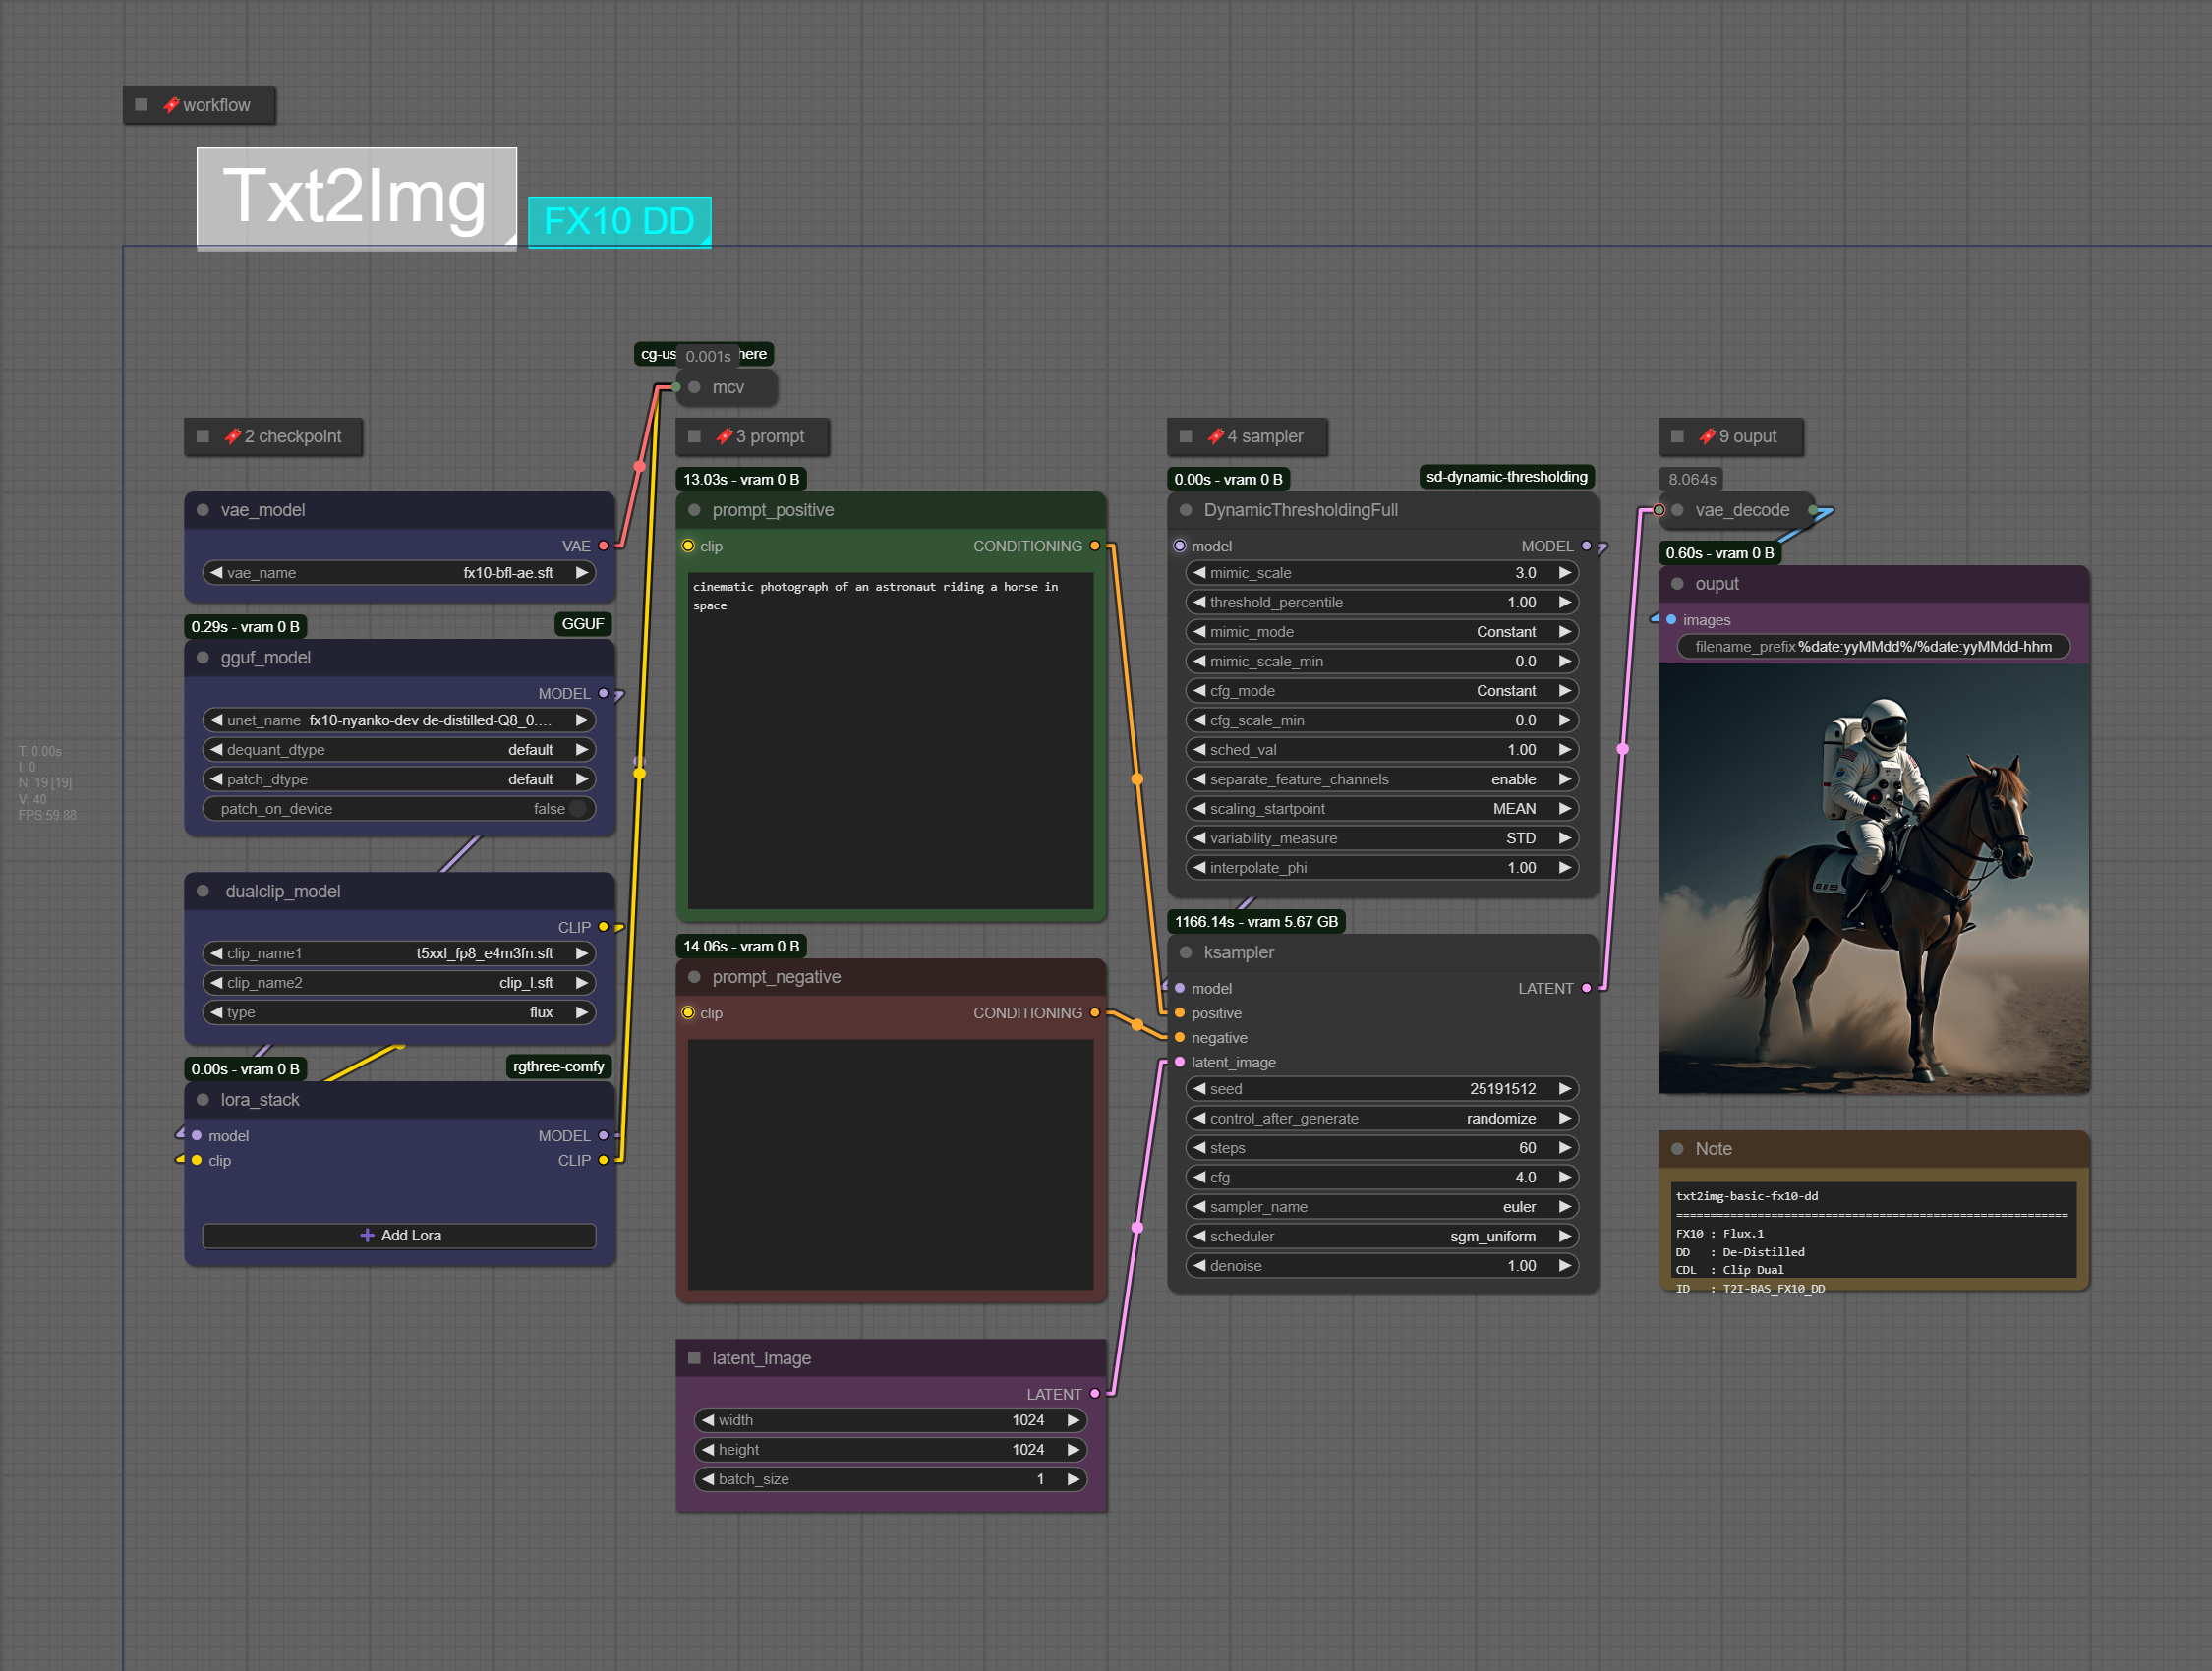 workflow
Txt2Img
FX10 DD
cg-us
0.001s
here
mcv
2 checkpoint
vae_model
VAE
vae_name fx10-bfl-ae.sft
0.29s - vram 0 B
GGUF
gguf_model
MODEL
unet_name fx10-nyanko-dev de-distilled-Q8_0....
dequant_dtype default
patch_dtype default
patch_on_device false
T: 0.00s
I: 0
N: 19 [19]
V: 40
FPS:59.88
dualclip_model
CLIP
clip_name1 t5xxl_fp8_e4m3fn.sft
clip_name2 clip_l.sft
type flux
0.00s - vram 0 B
rgthree-comfy
lora_stack
model MODEL
clip CLIP
Add Lora
3 prompt
13.03s - vram 0 B
prompt_positive
clip CONDITIONING
cinematic photograph of an astronaut riding a horse in
space
14.06s - vram 0 B
prompt_negative
clip CONDITIONING
latent_image
LATENT
width 1024
height 1024
batch_size 1
4 sampler
0.00s - vram 0 B
sd-dynamic-thresholding
DynamicThresholdingFull
model MODEL
mimic_scale 3.0
threshold_percentile 1.00
mimic_mode Constant
mimic_scale_min 0.0
cfg_mode Constant
cfg_scale_min 0.0
sched_val 1.00
separate_feature_channels enable
scaling_startpoint MEAN
variability_measure STD
interpolate_phi 1.00
1166.14s - vram 5.67 GB
ksampler
model LATENT
positive
negative
latent_image
seed 25191512
control_after_generate randomize
steps 60
cfg 4.0
sampler_name euler
scheduler sgm_uniform
denoise 1.00
9 ouput
8.064s
vae_decode
0.60s - vram 0 B
ouput
images
filename_prefix %date:yyMMdd%/%date:yyMMdd-hhm
Note
txt2img-basic-fx10-dd
==========================================================
FX10 : Flux.1
DD : De-Distilled
CDL : Clip Dual
ID : T2I-BAS_FX10_DD